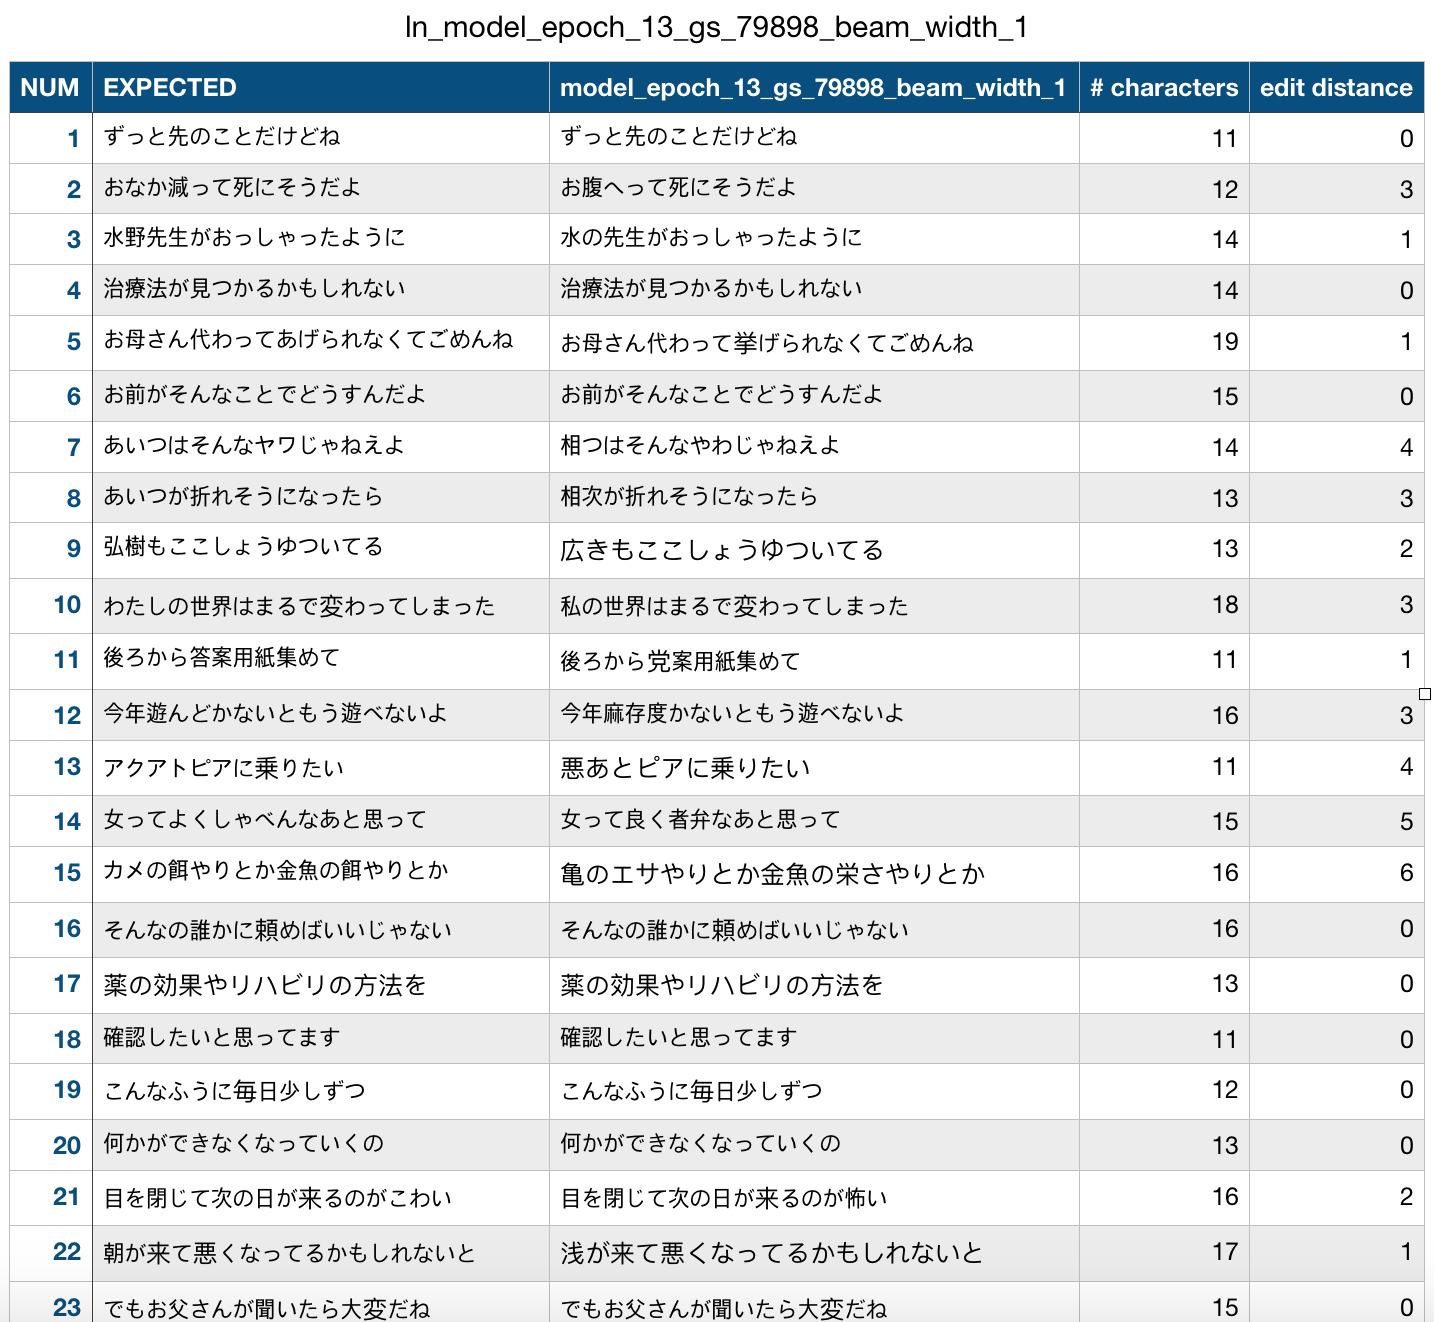 ln_model_epoch_13_gs_79898_beam_width_1
NUM EXPECTED model_epoch_13_gs_79898_beam_width_1 # characters edit distance
1 ずっと先のことだけどね ずっと先のことだけどね 11 0
2 おなか減って死にそうだよ お腹へって死にそうだよ 12 3
3 水野先生がおっしゃったように 水の先生がおっしゃったように 14 1
4 治療法が見つかるかもしれない 治療法が見つかるかもしれない 14 0
5 お母さん代わってあげられなくてごめんね お母さん代わって挙げられなくてごめんね 19 1
6 お前がそんなことでどうすんだよ お前がそんなことでどうすんだよ 15 0
7 あいつはそんなヤワじゃねえよ 相つはそんなやわじゃねえよ 14 4
8 あいつが折れそうになったら 相次が折れそうになったら 13 3
9 弘樹もここしょうゆついてる 広きもここしょうゆついてる 13 2
10 わたしの世界はまるで変わってしまった 私の世界はまるで変わってしまった 18 3
11 後ろから答案用紙集めて 後ろから党案用紙集めて 11 1
12 今年遊んどかないともう遊べないよ 今年麻存度かないともう遊べないよ 16 3
13 アクアトピアに乗りたい 悪あとピアに乗りたい 11 4
14 女ってよくしゃべんなあと思って 女って良く者弁なあと思って 15 5
15 カメの餌やりとか金魚の餌やりとか 亀のエサやりとか金魚の栄さやりとか 16 6
16 そんなの誰かに頼めばいいじゃない そんなの誰かに頼めばいいじゃない 16 0
17 薬の効果やリハビリの方法を 薬の効果やリハビリの方法を 13 0
18 確認したいと思ってます 確認したいと思ってます 11 0
19 こんなふうに毎日少しずつ こんなふうに毎日少しずつ 12 0
20 何かができなくなっていくの 何かができなくなっていくの 13 0
21 目を閉じて次の日が来るのがこわい 目を閉じて次の日が来るのが怖い 16 2
22 朝が来て悪くなってるかもしれないと 浅が来て悪くなってるかもしれないと 17 1
23 でもお父さんが聞いたら大変だね でもお父さんが聞いたら大変だね 15 0